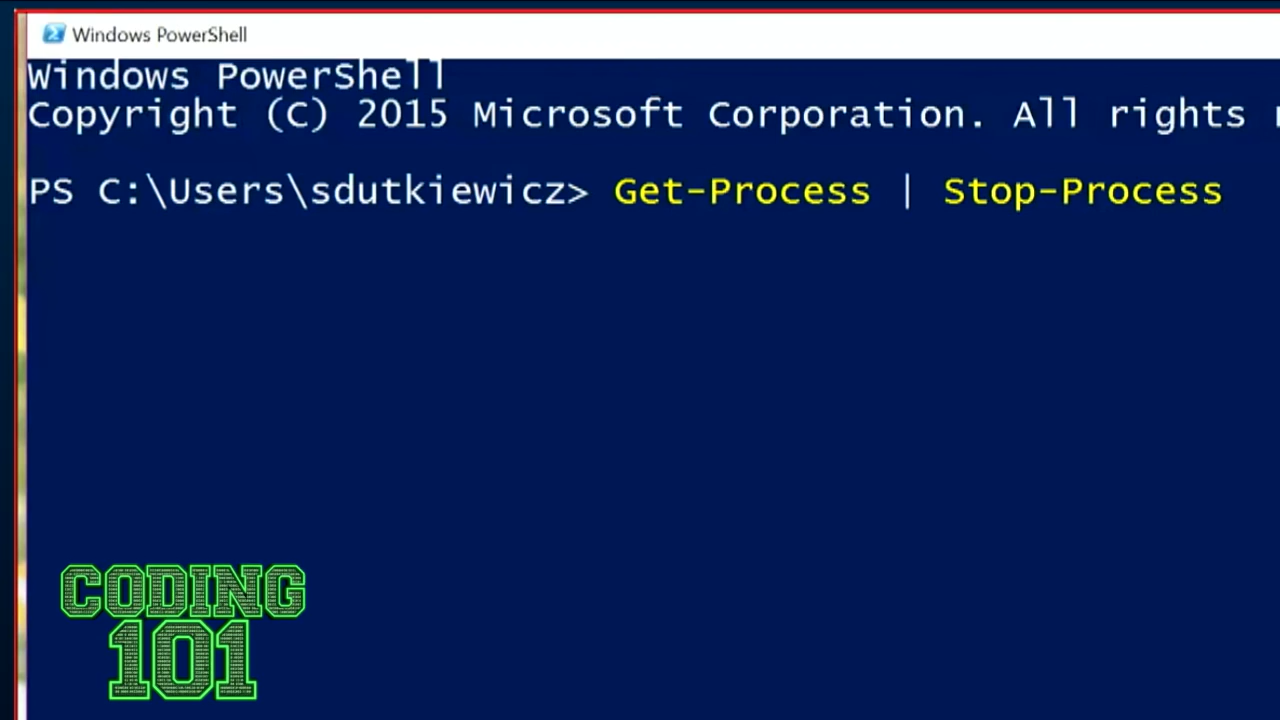 Windows PowerShell
Windows PowerShell
Copyright (C) 2015 Microsoft Corporation. All rights
PS C:\Users\sdutkiewicz> Get-Process | Stop-Process
CODING
101